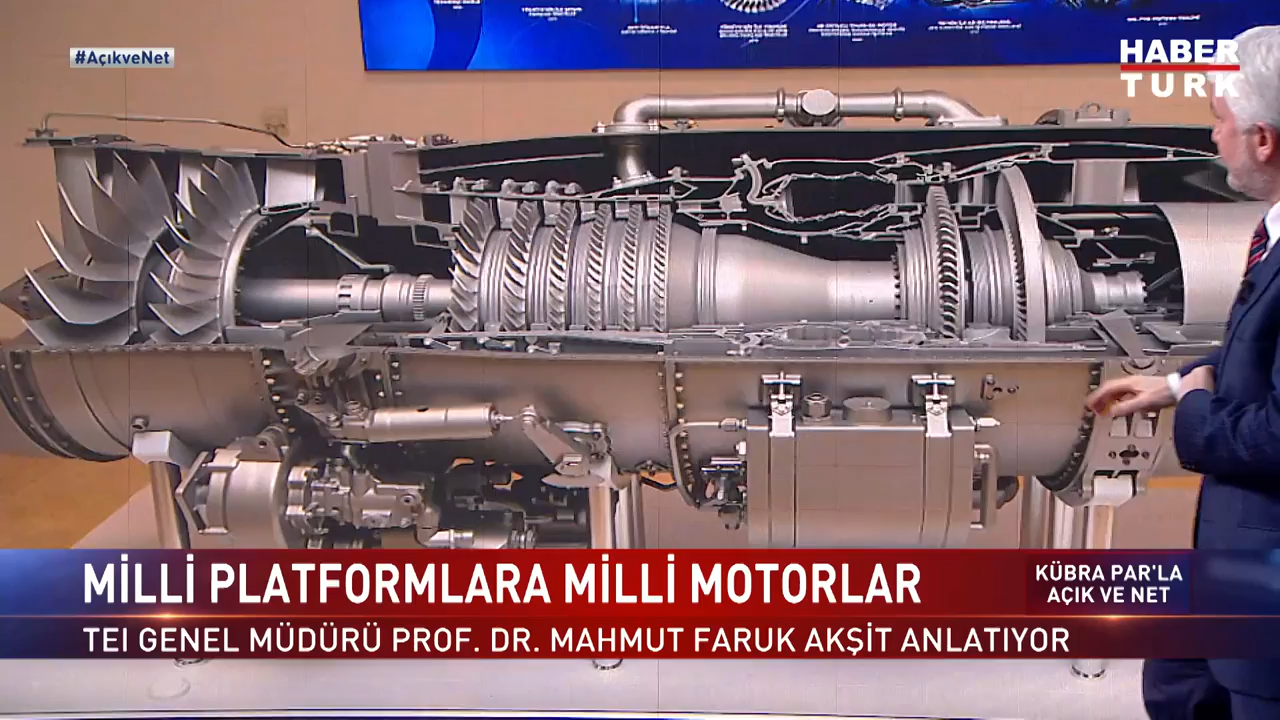 #AçıkveNet
HABER
TURK
MİLLİ PLATFORMLARA MİLLİ MOTORLAR
KÜBRA PAR'LA
AÇIK VE NET
TEI GENEL MÜDÜRÜ PROF. DR. MAHMUT FARUK AKŞİT ANLATIYOR